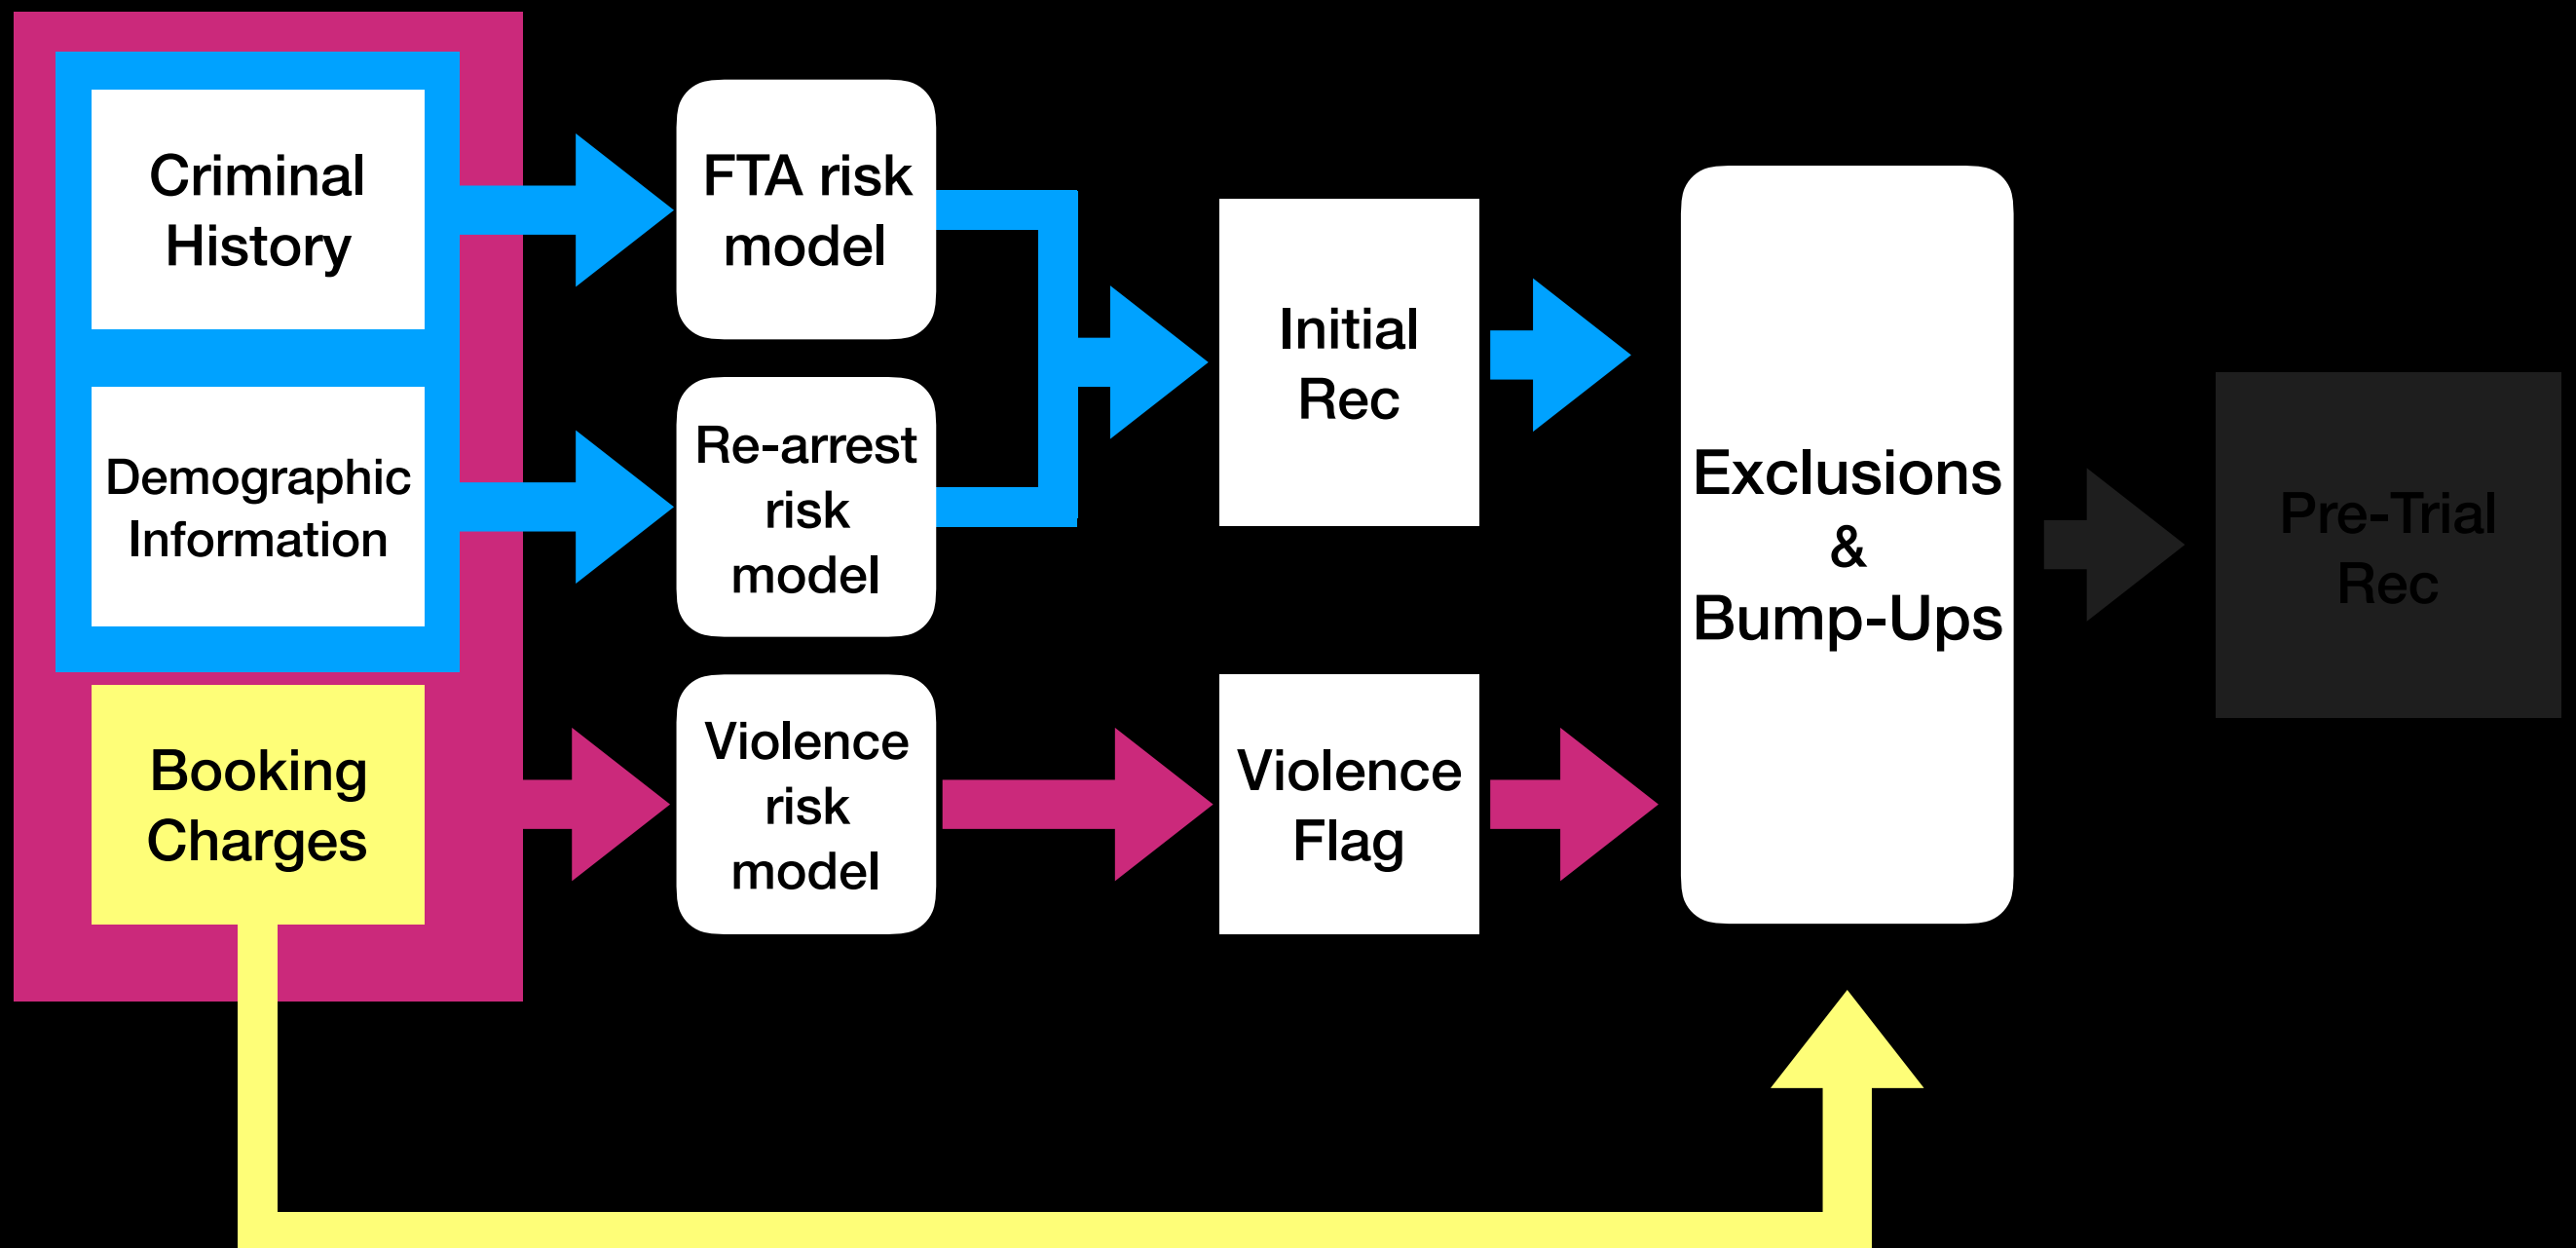 Criminal
History
Demographic
Information
Booking
Charges
FTA risk
model
Re-arrest
risk
model
Violence
risk
model
Initial
Rec
Violence
Flag
Exclusions
&
Bump-Ups
Pre-Trial
Rec